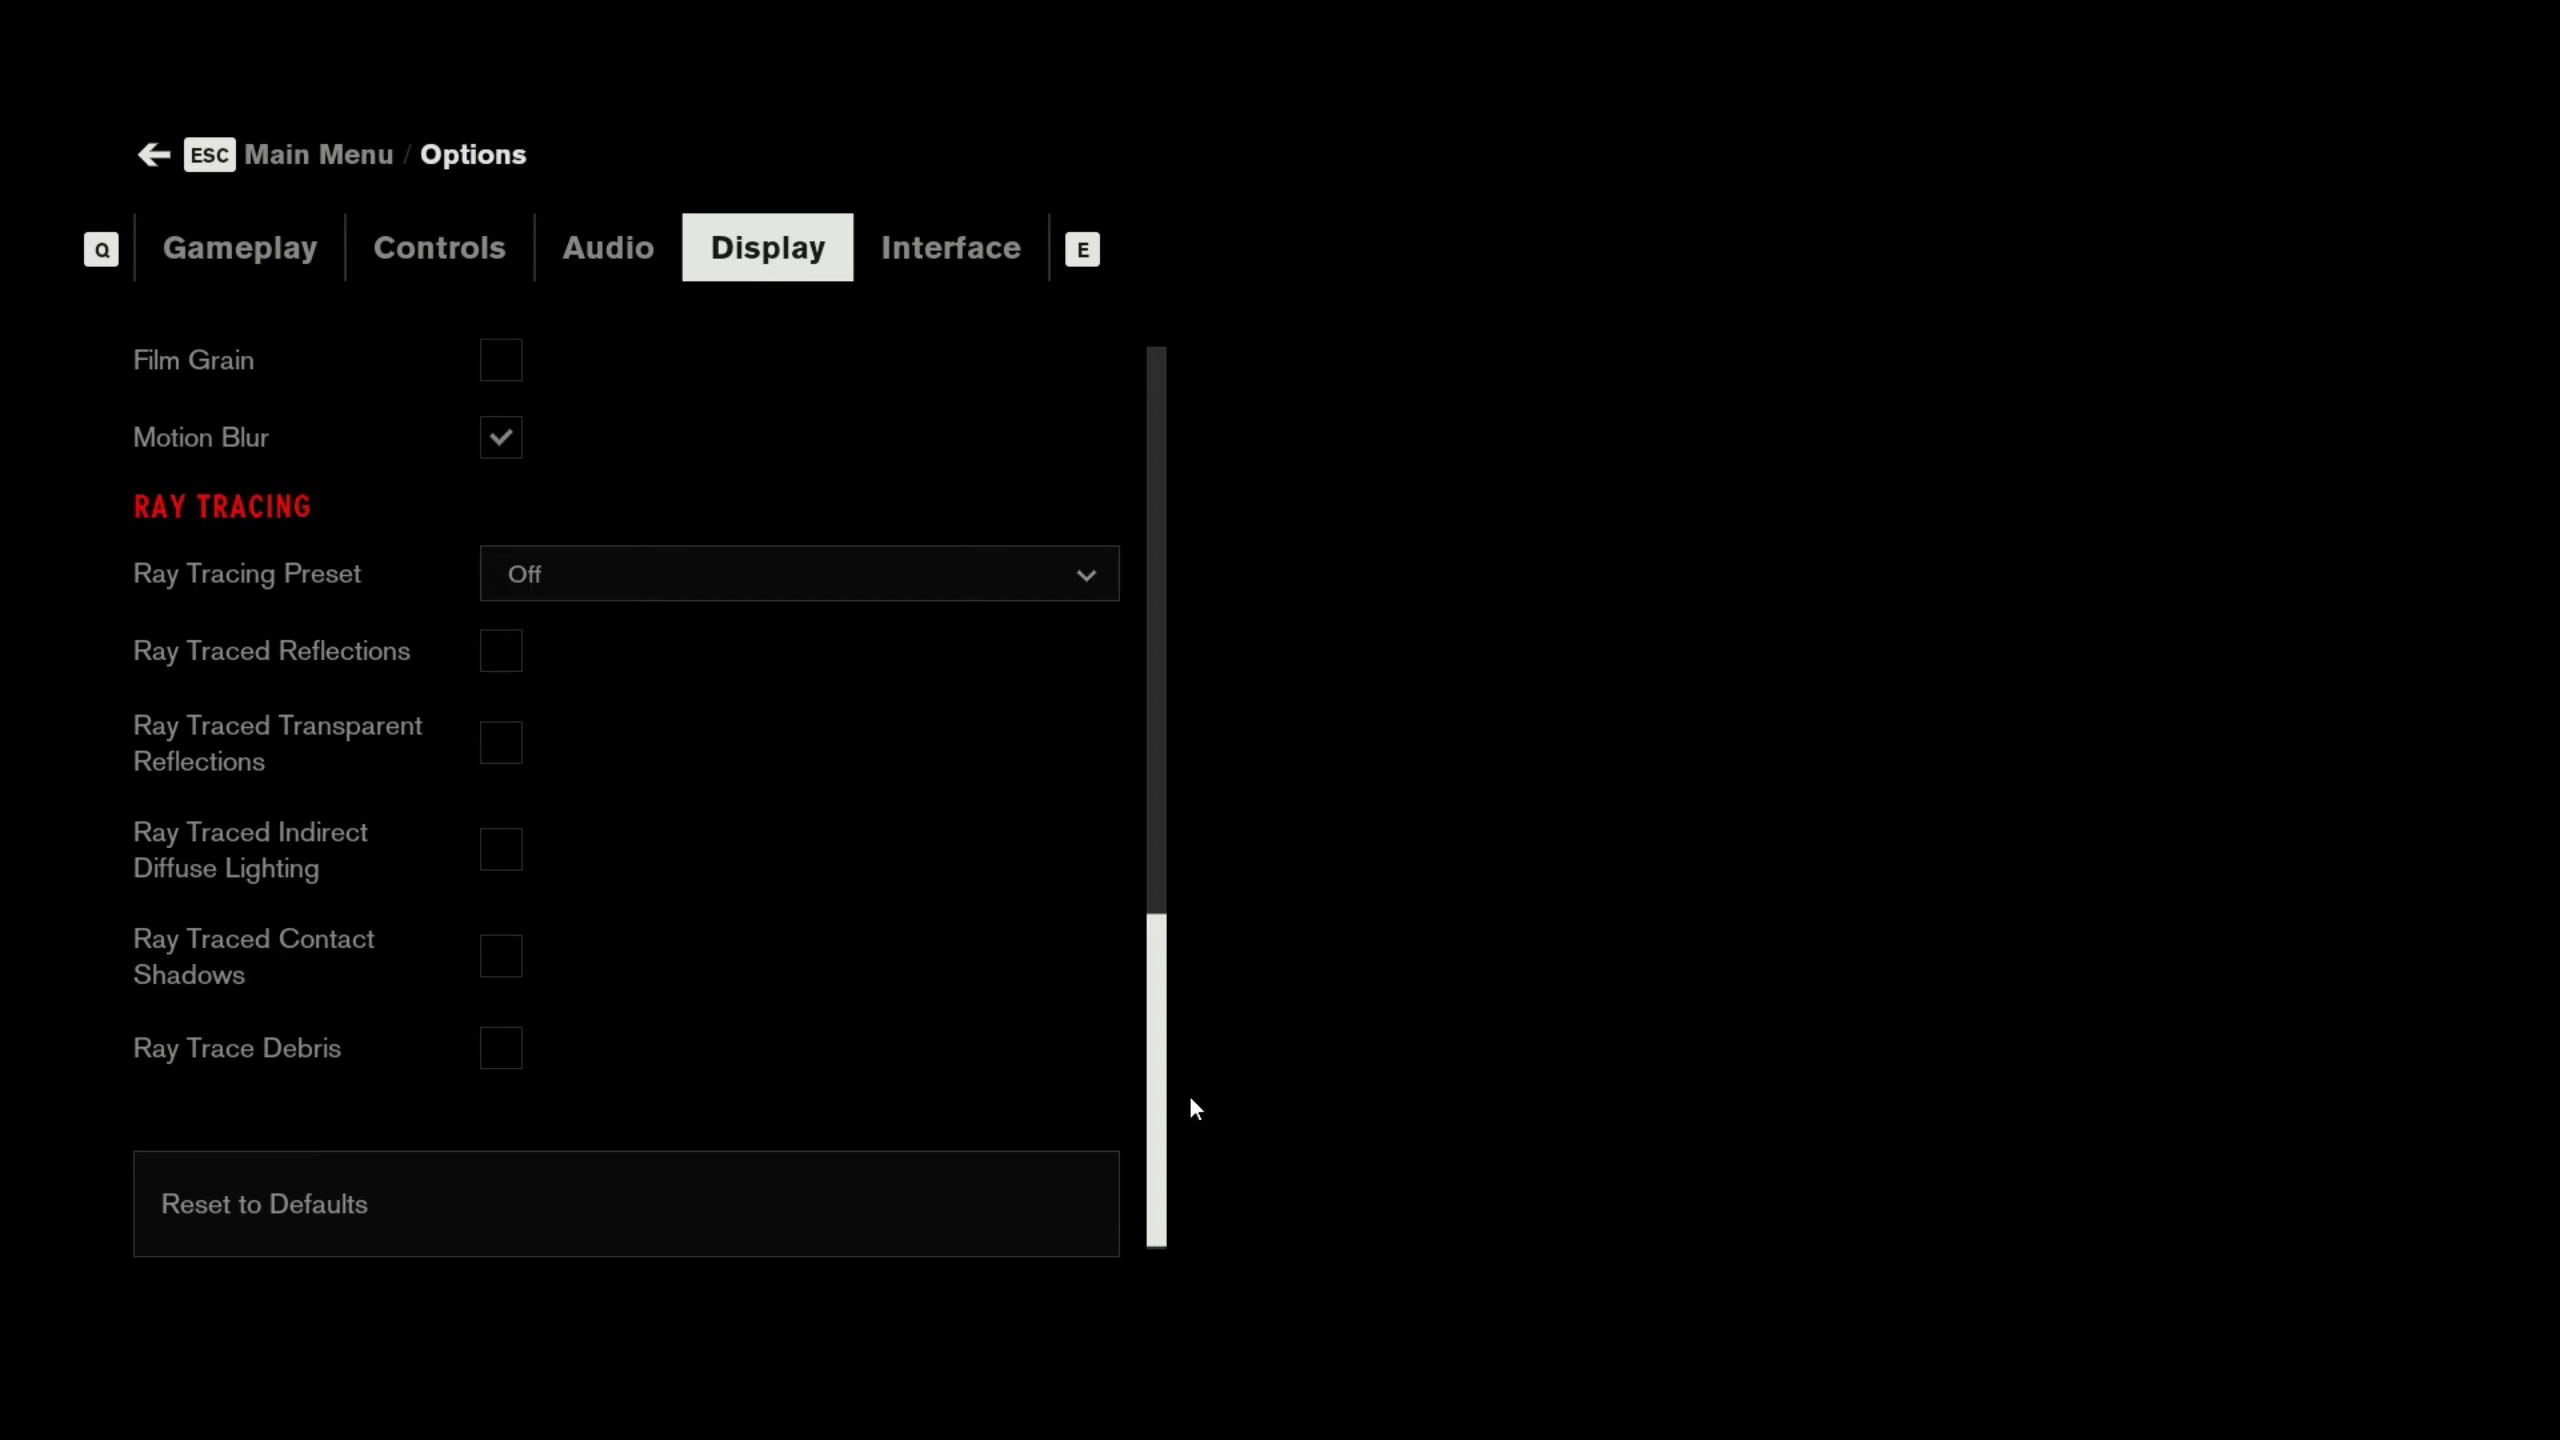 ESC Main Menu / Options
Q Gameplay Controls Audio Display Interface E
Film Grain
Motion Blur
RAY TRACING
Ray Tracing Preset Off
Ray Traced Reflections
Ray Traced Transparent
Reflections
Ray Traced Indirect
Diffuse Lighting
Ray Traced Contact
Shadows
Ray Trace Debris
Reset to Defaults